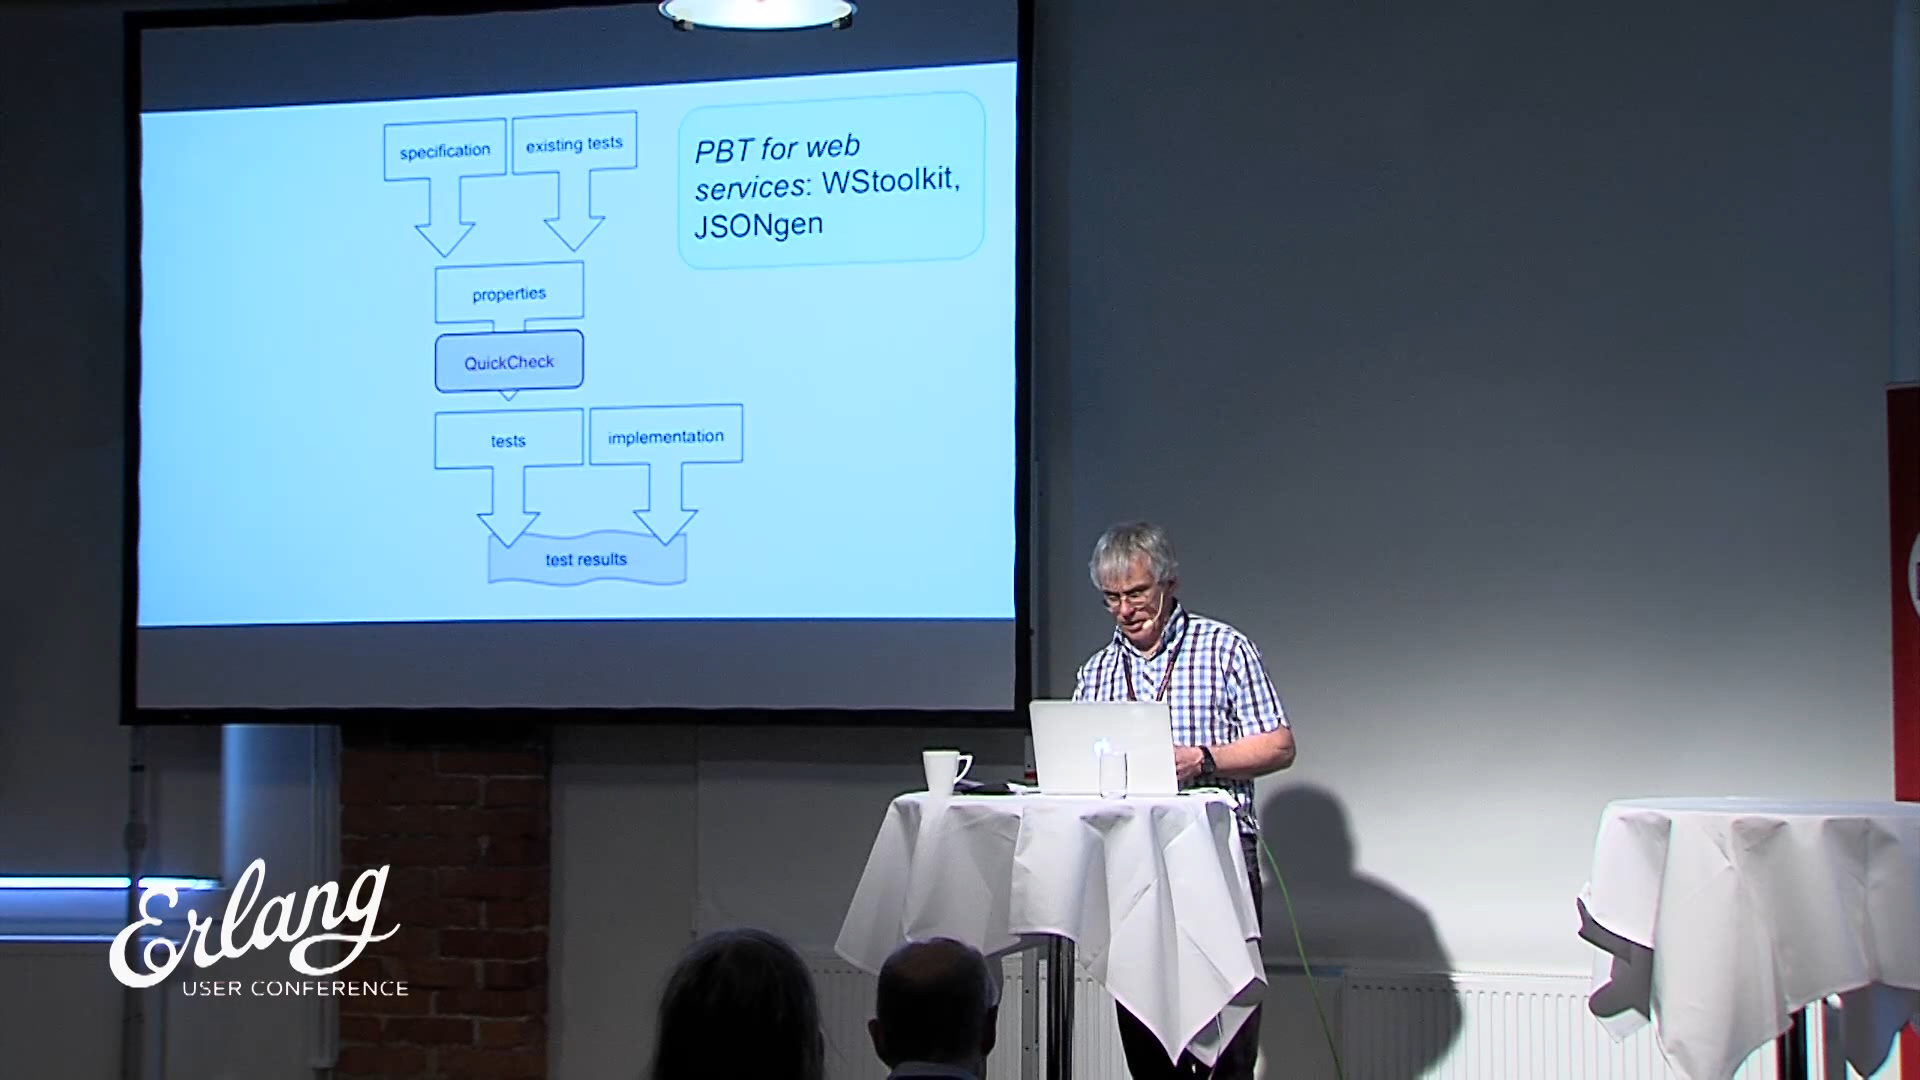 specification
existing tests
PBT for web
services: WStoolkit,
JSONgen
properties
QuickCheck
tests
implementation
test results
Erlang
USER CONFERENCE